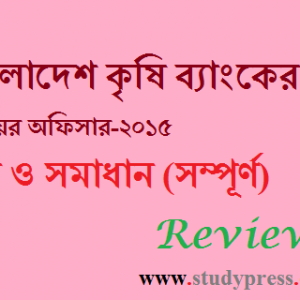 লাদেশ কৃষি ব্যাংকের
য়র অফিসার-২০১৫
ও সমাধান (সম্পূর্ণ)
Review
www.studypress.